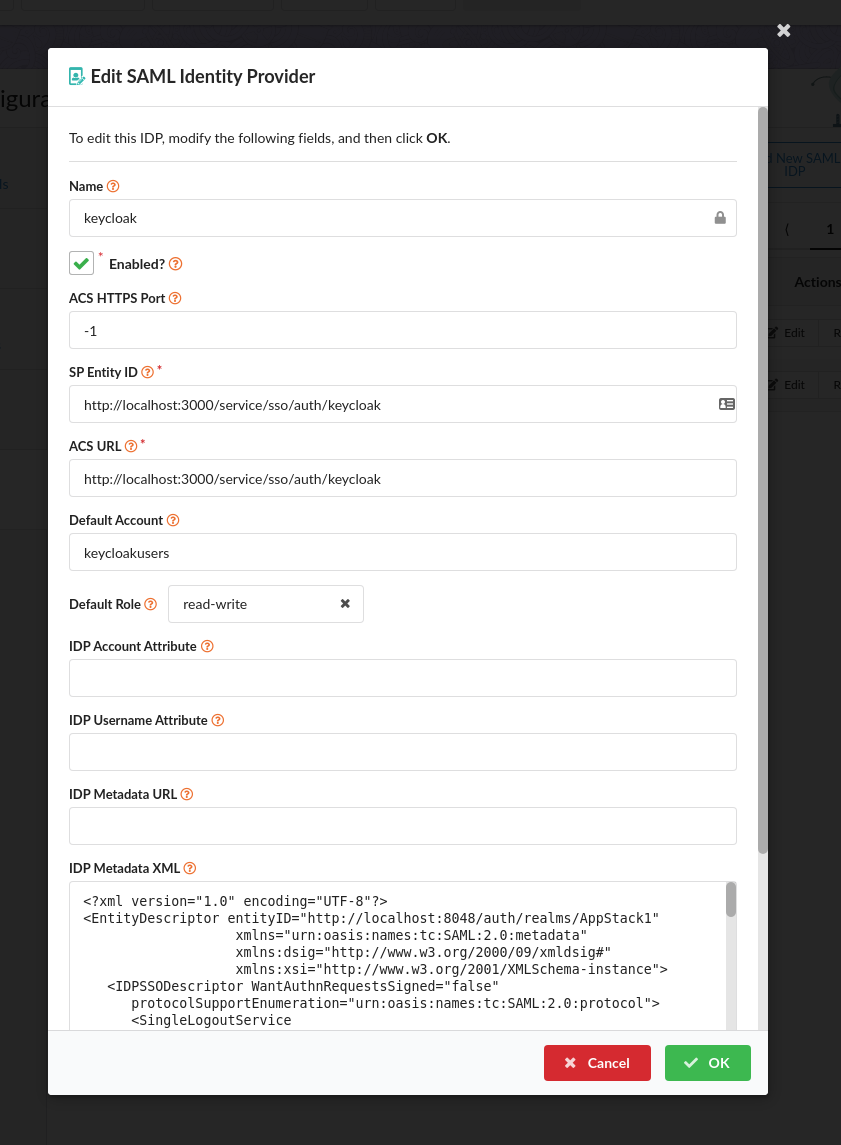 Edit SAML Identity Provider
igura
To edit this IDP, modify the following fields, and then click OK.
d New SAML
IDP
ls
Name
keycloak
(
1
Enabled?
*
Actions
ACS HTTPS Port
-1
Edit
R
SP Entity ID *
http://localhost:3000/service/sso/auth/keycloak
Edit
R
ACS URL *
http://localhost:3000/service/sso/auth/keycloak
Default Account
keycloakusers
Default Role
read-write
IDP Account Attribute
IDP Username Attribute
IDP Metadata URL
IDP Metadata XML
<?xml version="1.0" encoding="UTF-8"?>
<EntityDescriptor entityID="http://localhost:8048/auth/realms/AppStack1"
xmlns="urn:oasis:names:tc:SAML:2.0:metadata"
xmlns:dsig="http://www.w3.org/2000/09/xmldsig#"
xmlns:xsi="http://www.w3.org/2001/XMLSchema-instance">
<IDPSSODescriptor WantAuthnRequestsSigned="false"
protocolSupportEnumeration="urn:oasis:names:tc:SAML:2.0:protocol">
<SingleLogoutService
Cancel
OK